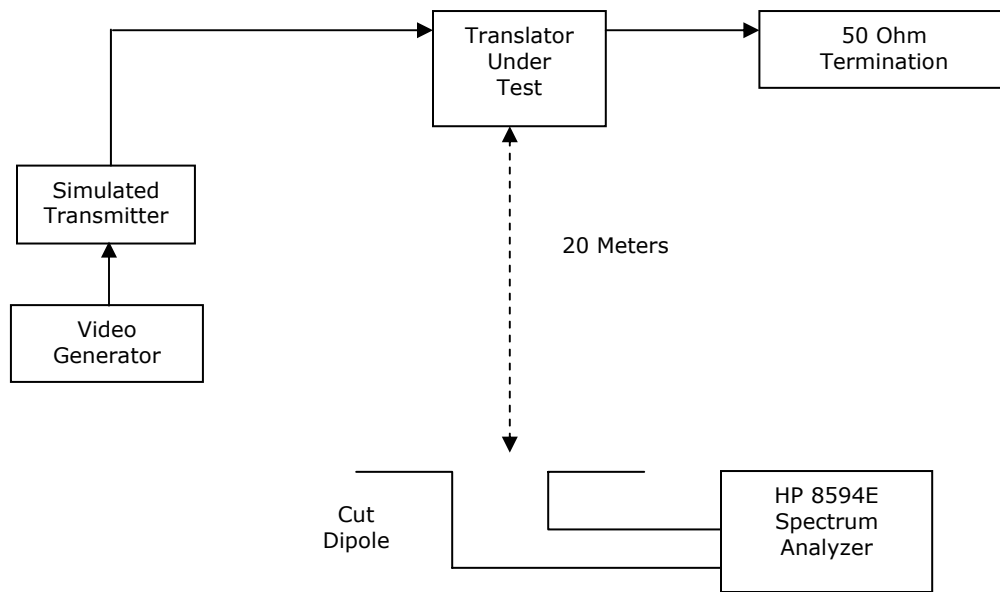 Translator
Under
Test
50 Ohm
Termination
Simulated
Transmitter
20 Meters
Video
Generator
Cut
Dipole
HP 8594E
Spectrum
Analyzer